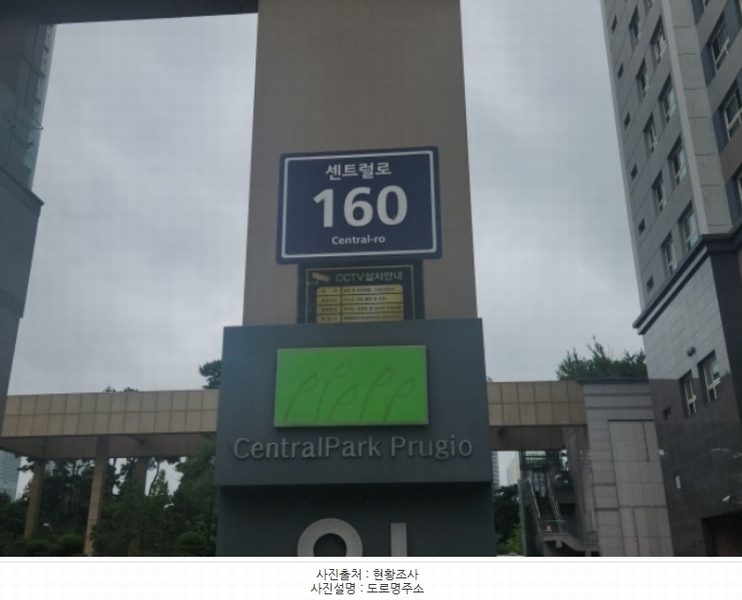 센트럴로
160
Central-ro
CCTV설치안내
CentralPark Prugio
사진출처 : 현황조사
사진설명 : 도로명주소